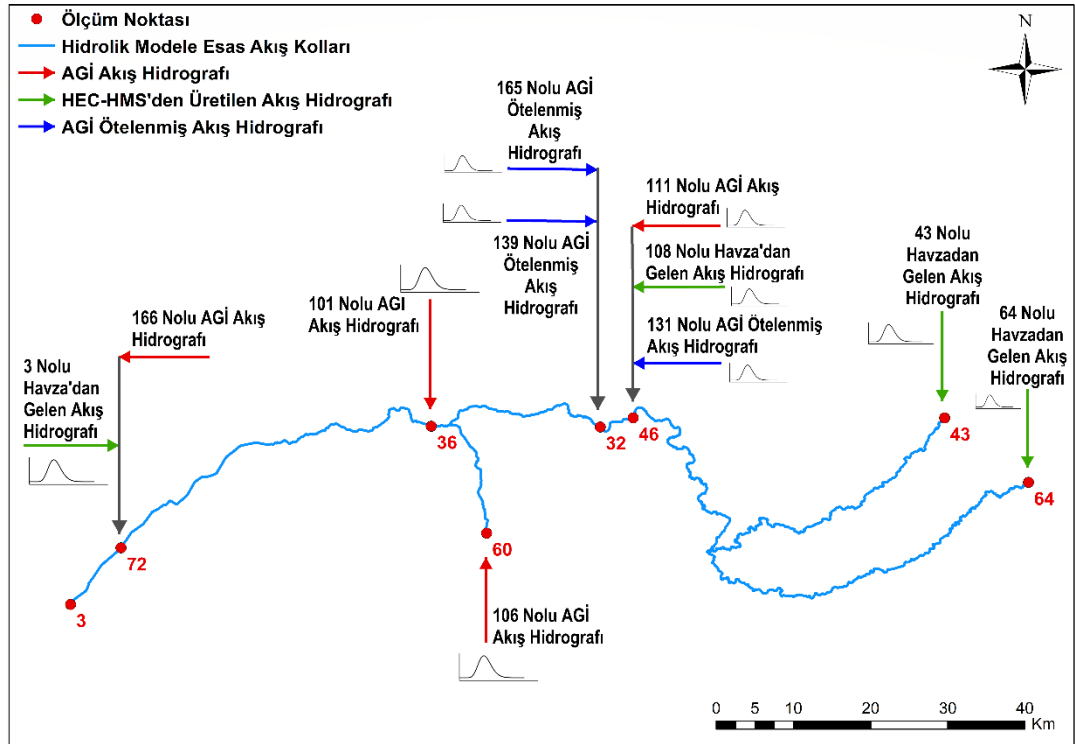 Ölçüm Noktası
Hidrolik Modele Esas Akış Kolları
AGİ Akış Hidrografı
HEC-HMS'den Üretilen Akış Hidrografı
AGİ Ötelenmiş Akış Hidrografı
N
165 Nolu AGİ
Ötelenmiş
Akış
Hidrografı
139 Nolu AGİ
Ötelenmiş
Akış
Hidrografı
111 Nolu AGİ Akış
Hidrografı
108 Nolu Havza'dan
Gelen Akış Hidrografı
131 Nolu AGİ Ötelenmiş
Akış Hidrografı
43 Nolu
Havzadan
Gelen Akış
Hidrografı
64 Nolu
Havzadan
Gelen Akış
Hidrografı
101 Nolu AGI
Akış Hidrografı
166 Nolu AGİ Akış
Hidrografı
3 Nolu
Havza'dan
Gelen Akış
Hidrografı
36
32
46
43
64
72
60
3
106 Nolu AGİ
Akış Hidrografı
0 5 10 20 30 40
Km